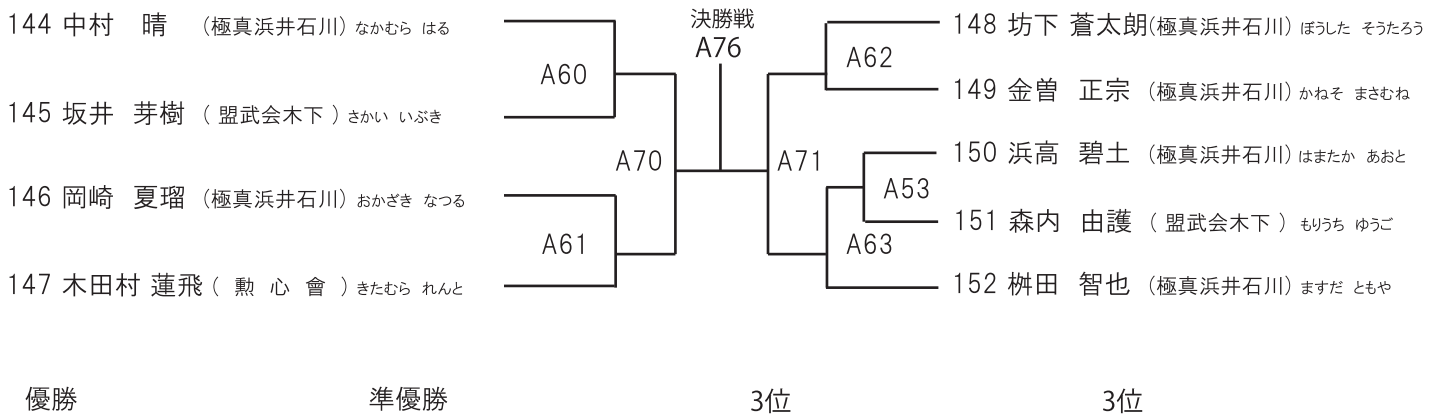 144 中村 晴 (極真浜井石川) なかむら はる
A60
145 坂井 芽樹 ( 盟武会木下 ) さかい いぶき
A70
146 岡崎 夏瑠 (極真浜井石川) おかざき なつる
A61
147 木田村 蓮飛 ( 勲 心 會 ) きたむら れんと
決勝戦
A76
148 坊下 蒼太朗(極真浜井石川) ぼうした そうたろう
A62
149 金曽 正宗 (極真浜井石川) かねそ まさむね
A71
150 浜高 碧土 (極真浜井石川) はまたか あおと
A53
151 森内 由護 ( 盟武会木下 ) もりうち ゆうご
A63
152 桝田 智也 (極真浜井石川) ますだ ともや
優勝 準優勝 3位 3位